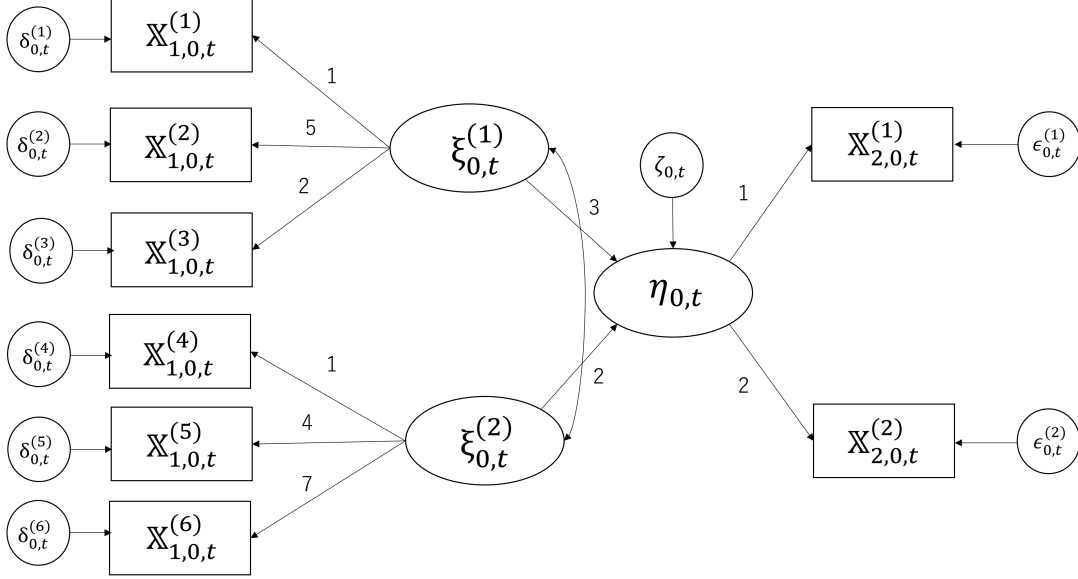 δ_{0,t}^{(1)}
𝕏_{1,0,t}^{(1)}
1
δ_{0,t}^{(2)}
𝕏_{1,0,t}^{(2)}
5
ξ_{0,t}^{(1)}
2
δ_{0,t}^{(3)}
𝕏_{1,0,t}^{(3)}
3
ζ_{0,t}
η_{0,t}
1
𝕏_{2,0,t}^{(1)}
ϵ_{0,t}^{(1)}
δ_{0,t}^{(4)}
𝕏_{1,0,t}^{(4)}
1
δ_{0,t}^{(5)}
𝕏_{1,0,t}^{(5)}
4
ξ_{0,t}^{(2)}
2
2
𝕏_{2,0,t}^{(2)}
ϵ_{0,t}^{(2)}
7
δ_{0,t}^{(6)}
𝕏_{1,0,t}^{(6)}